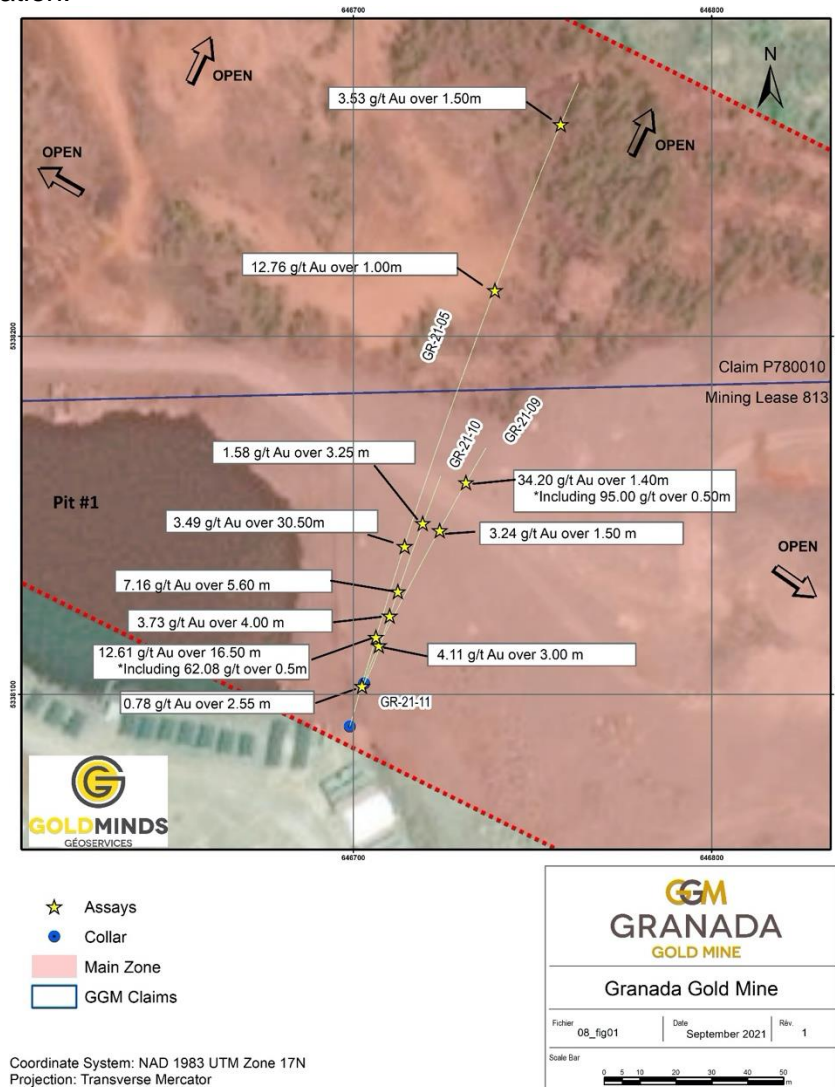 ation.
646700
646800
N
OPEN
3.53 g/t Au over 1.50m
OPEN
OPEN
12.76 g/t Au over 1.00m
GR-21-05
5338200
Claim P780010
Mining Lease 813
GR-21-10
GR-21-09
1.58 g/t Au over 3.25 m
34.20 g/t Au over 1.40m
*Including 95.00 g/t over 0.50m
Pit #1
3.49 g/t Au over 30.50m
3.24 g/t Au over 1.50 m
OPEN
7.16 g/t Au over 5.60 m
3.73 g/t Au over 4.00 m
12.61 g/t Au over 16.50 m
*Including 62.08 g/t over 0.5m
4.11 g/t Au over 3.00 m
5338100
0.78 g/t Au over 2.55 m
GR-21-11
G
GOLDMINDS
GÉOSERVICES
646700
646800
Assays
Collar
Main Zone
GGM Claims
GGM
GRANADA
GOLD MINE
Granada Gold Mine
Fichier
08_fig01
Date
September 2021
Rév.
1
Scale Bar
0 5 10 20 30 40 50
m
Coordinate System: NAD 1983 UTM Zone 17N
Projection: Transverse Mercator